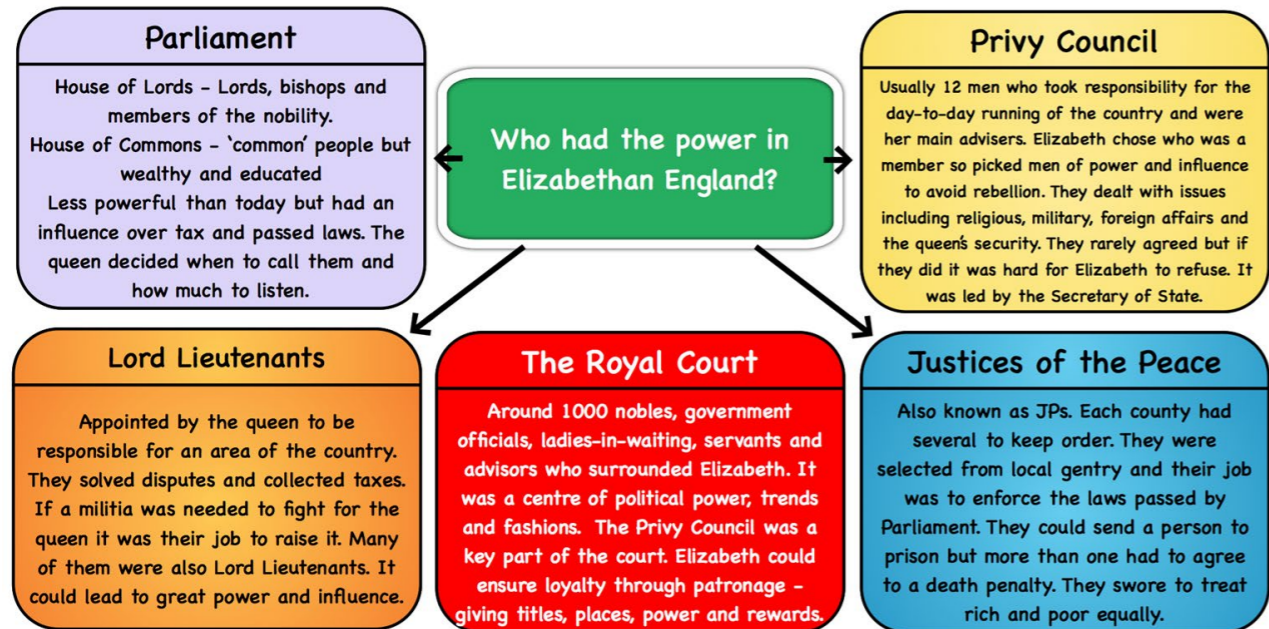 Parliament
House of Lords - Lords, bishops and
members of the nobility.
House of Commons - ‘common’ people but
wealthy and educated
Less powerful than today but had an
influence over tax and passed laws. The
queen decided when to call them and
how much to listen.
Who had the power in
Elizabethan England?
Privy Council
Usually 12 men who took responsibility for the
day-to-day running of the country and were
her main advisers. Elizabeth chose who was a
member so picked men of power and influence
to avoid rebellion. They dealt with issues
including religious, military, foreign affairs and
the queen's security. They rarely agreed but if
they did it was hard for Elizabeth to refuse. It
was led by the Secretary of State.
Lord Lieutenants
Appointed by the queen to be
responsible for an area of the country.
They solved disputes and collected taxes.
If a militia was needed to fight for the
queen it was their job to raise it. Many
of them were also Lord Lieutenants. It
could lead to great power and influence.
The Royal Court
Around 1000 nobles, government
officials, ladies-in-waiting, servants and
advisors who surrounded Elizabeth. It
was a centre of political power, trends
and fashions. The Privy Council was a
key part of the court. Elizabeth could
ensure loyalty through patronage -
giving titles, places, power and rewards.
Justices of the Peace
Also known as JPs. Each county had
several to keep order. They were
selected from local gentry and their job
was to enforce the laws passed by
Parliament. They could send a person to
prison but more than one had to agree
to a death penalty. They swore to treat
rich and poor equally.